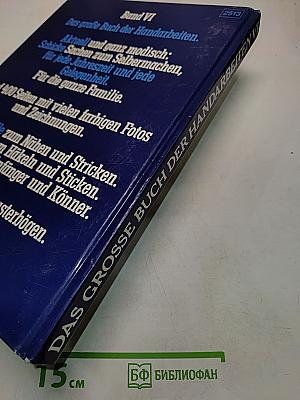 Band VI
Das große Buch der Handarbeiten.
Aktuell und ganz modisch:
Schicke Sachen zum Selbermachen,
für jede Jahreszeit und jede
Gelegenheit.
Für die ganze Familie.
400 Seiten mit vielen farbigen Fotos
und Zeichnungen.
zum Nähen und Stricken.
Häkeln und Sticken.
und Könner.
2513
DAS GROSSE BUCH DER HANDARBEITEN
15 см
БФ БИБЛИОФАН